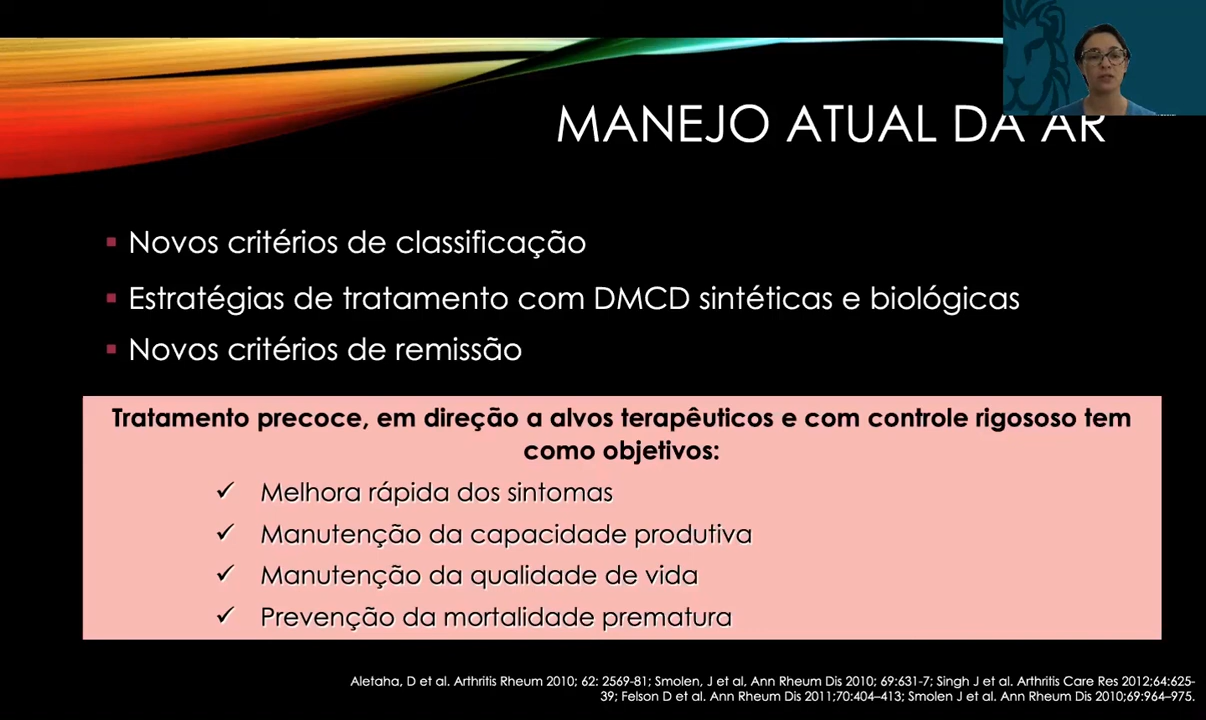 MANEJO ATUAL DA AR
Novos critérios de classificação
Estratégias de tratamento com DMCD sintéticas e biológicas
Novos critérios de remissão
Tratamento precoce, em direção a alvos terapêuticos e com controle rigososo tem
como objetivos:
Melhora rápida dos sintomas
Manutenção da capacidade produtiva
Manutenção da qualidade de vida
Prevenção da mortalidade prematura
Aletaha, D et al. Arthritis Rheum 2010; 62: 2569-81; Smolen, J et al, Ann Rheum Dis 2010; 69:631-7; Singh J et al. Arthritis Care Res 2012;64:625-
39; Felson D et al. Ann Rheum Dis 2011;70:404–413; Smolen J et al. Ann Rheum Dis 2010;69:964–975.